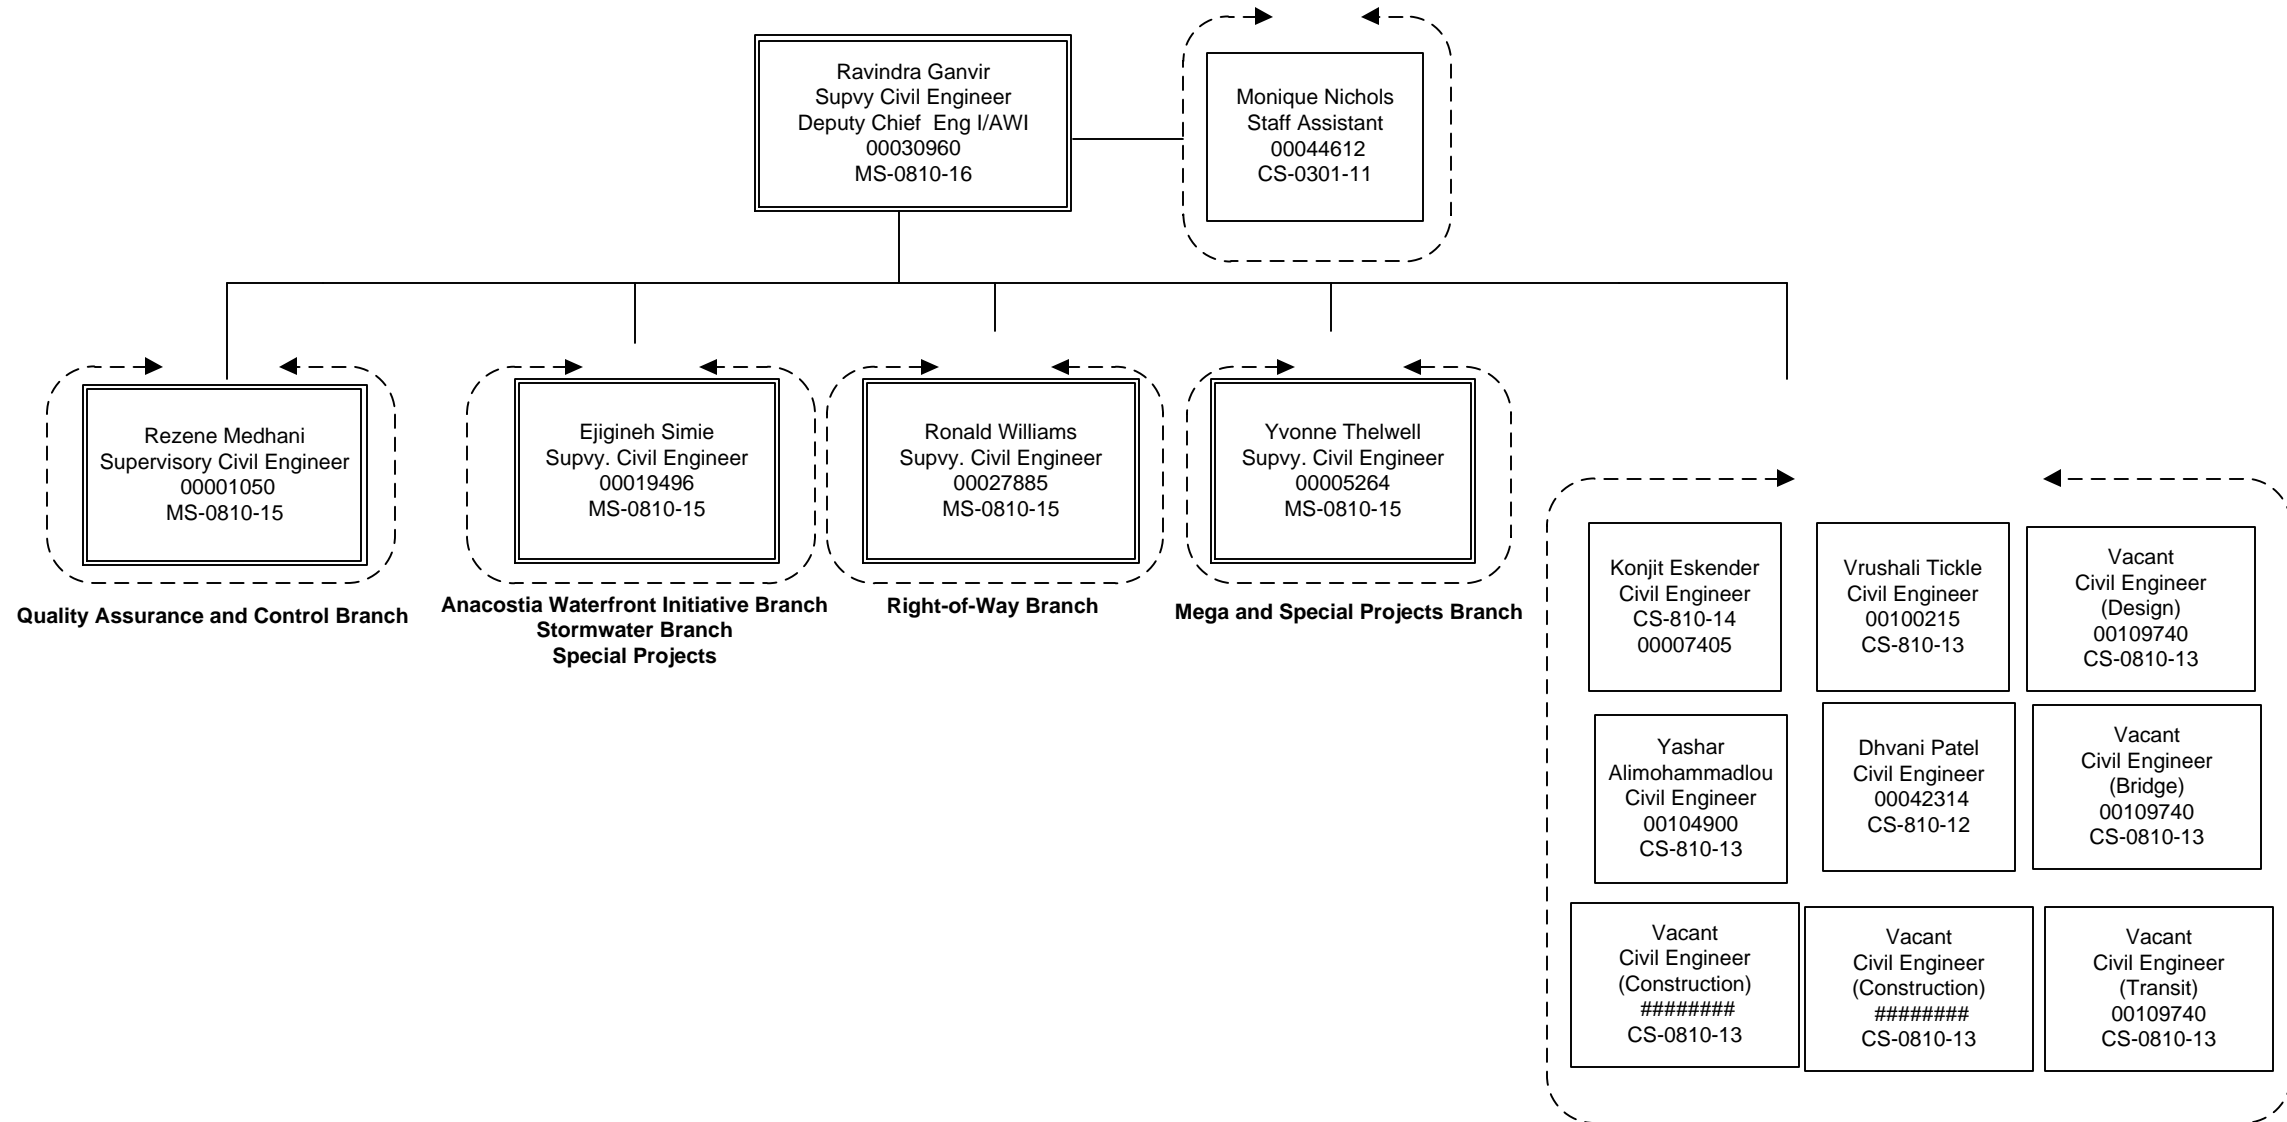 Ravindra Ganvir
Supvy Civil Engineer
Deputy Chief  Eng I/AWI
00030960
MS-0810-16
Monique Nichols
Staff Assistant
00044612
CS-0301-11
Rezene Medhani
Supervisory Civil Engineer
00001050
MS-0810-15
Quality Assurance and Control Branch
Ejigineh Simie
Supvy. Civil Engineer
00019496
MS-0810-15
Anacostia Waterfront Initiative Branch
Stormwater Branch
Special Projects
Ronald Williams
Supvy. Civil Engineer
00027885
MS-0810-15
Right-of-Way Branch
Yvonne Thelwell
Supvy. Civil Engineer
00005264
MS-0810-15
Mega and Special Projects Branch
Konjit Eskender
Civil Engineer
CS-810-14
00007405
Vrushali Tickle
Civil Engineer
00100215
CS-810-13
Vacant
Civil Engineer
(Design)
00109740
CS-0810-13
Yashar
Alimohammadlou
Civil Engineer
00104900
CS-810-13
Dhvani Patel
Civil Engineer
00042314
CS-810-12
Vacant
Civil Engineer
(Bridge)
00109740
CS-0810-13
Vacant
Civil Engineer
(Construction)
########
CS-0810-13
Vacant
Civil Engineer
(Construction)
########
CS-0810-13
Vacant
Civil Engineer
(Transit)
00109740
CS-0810-13